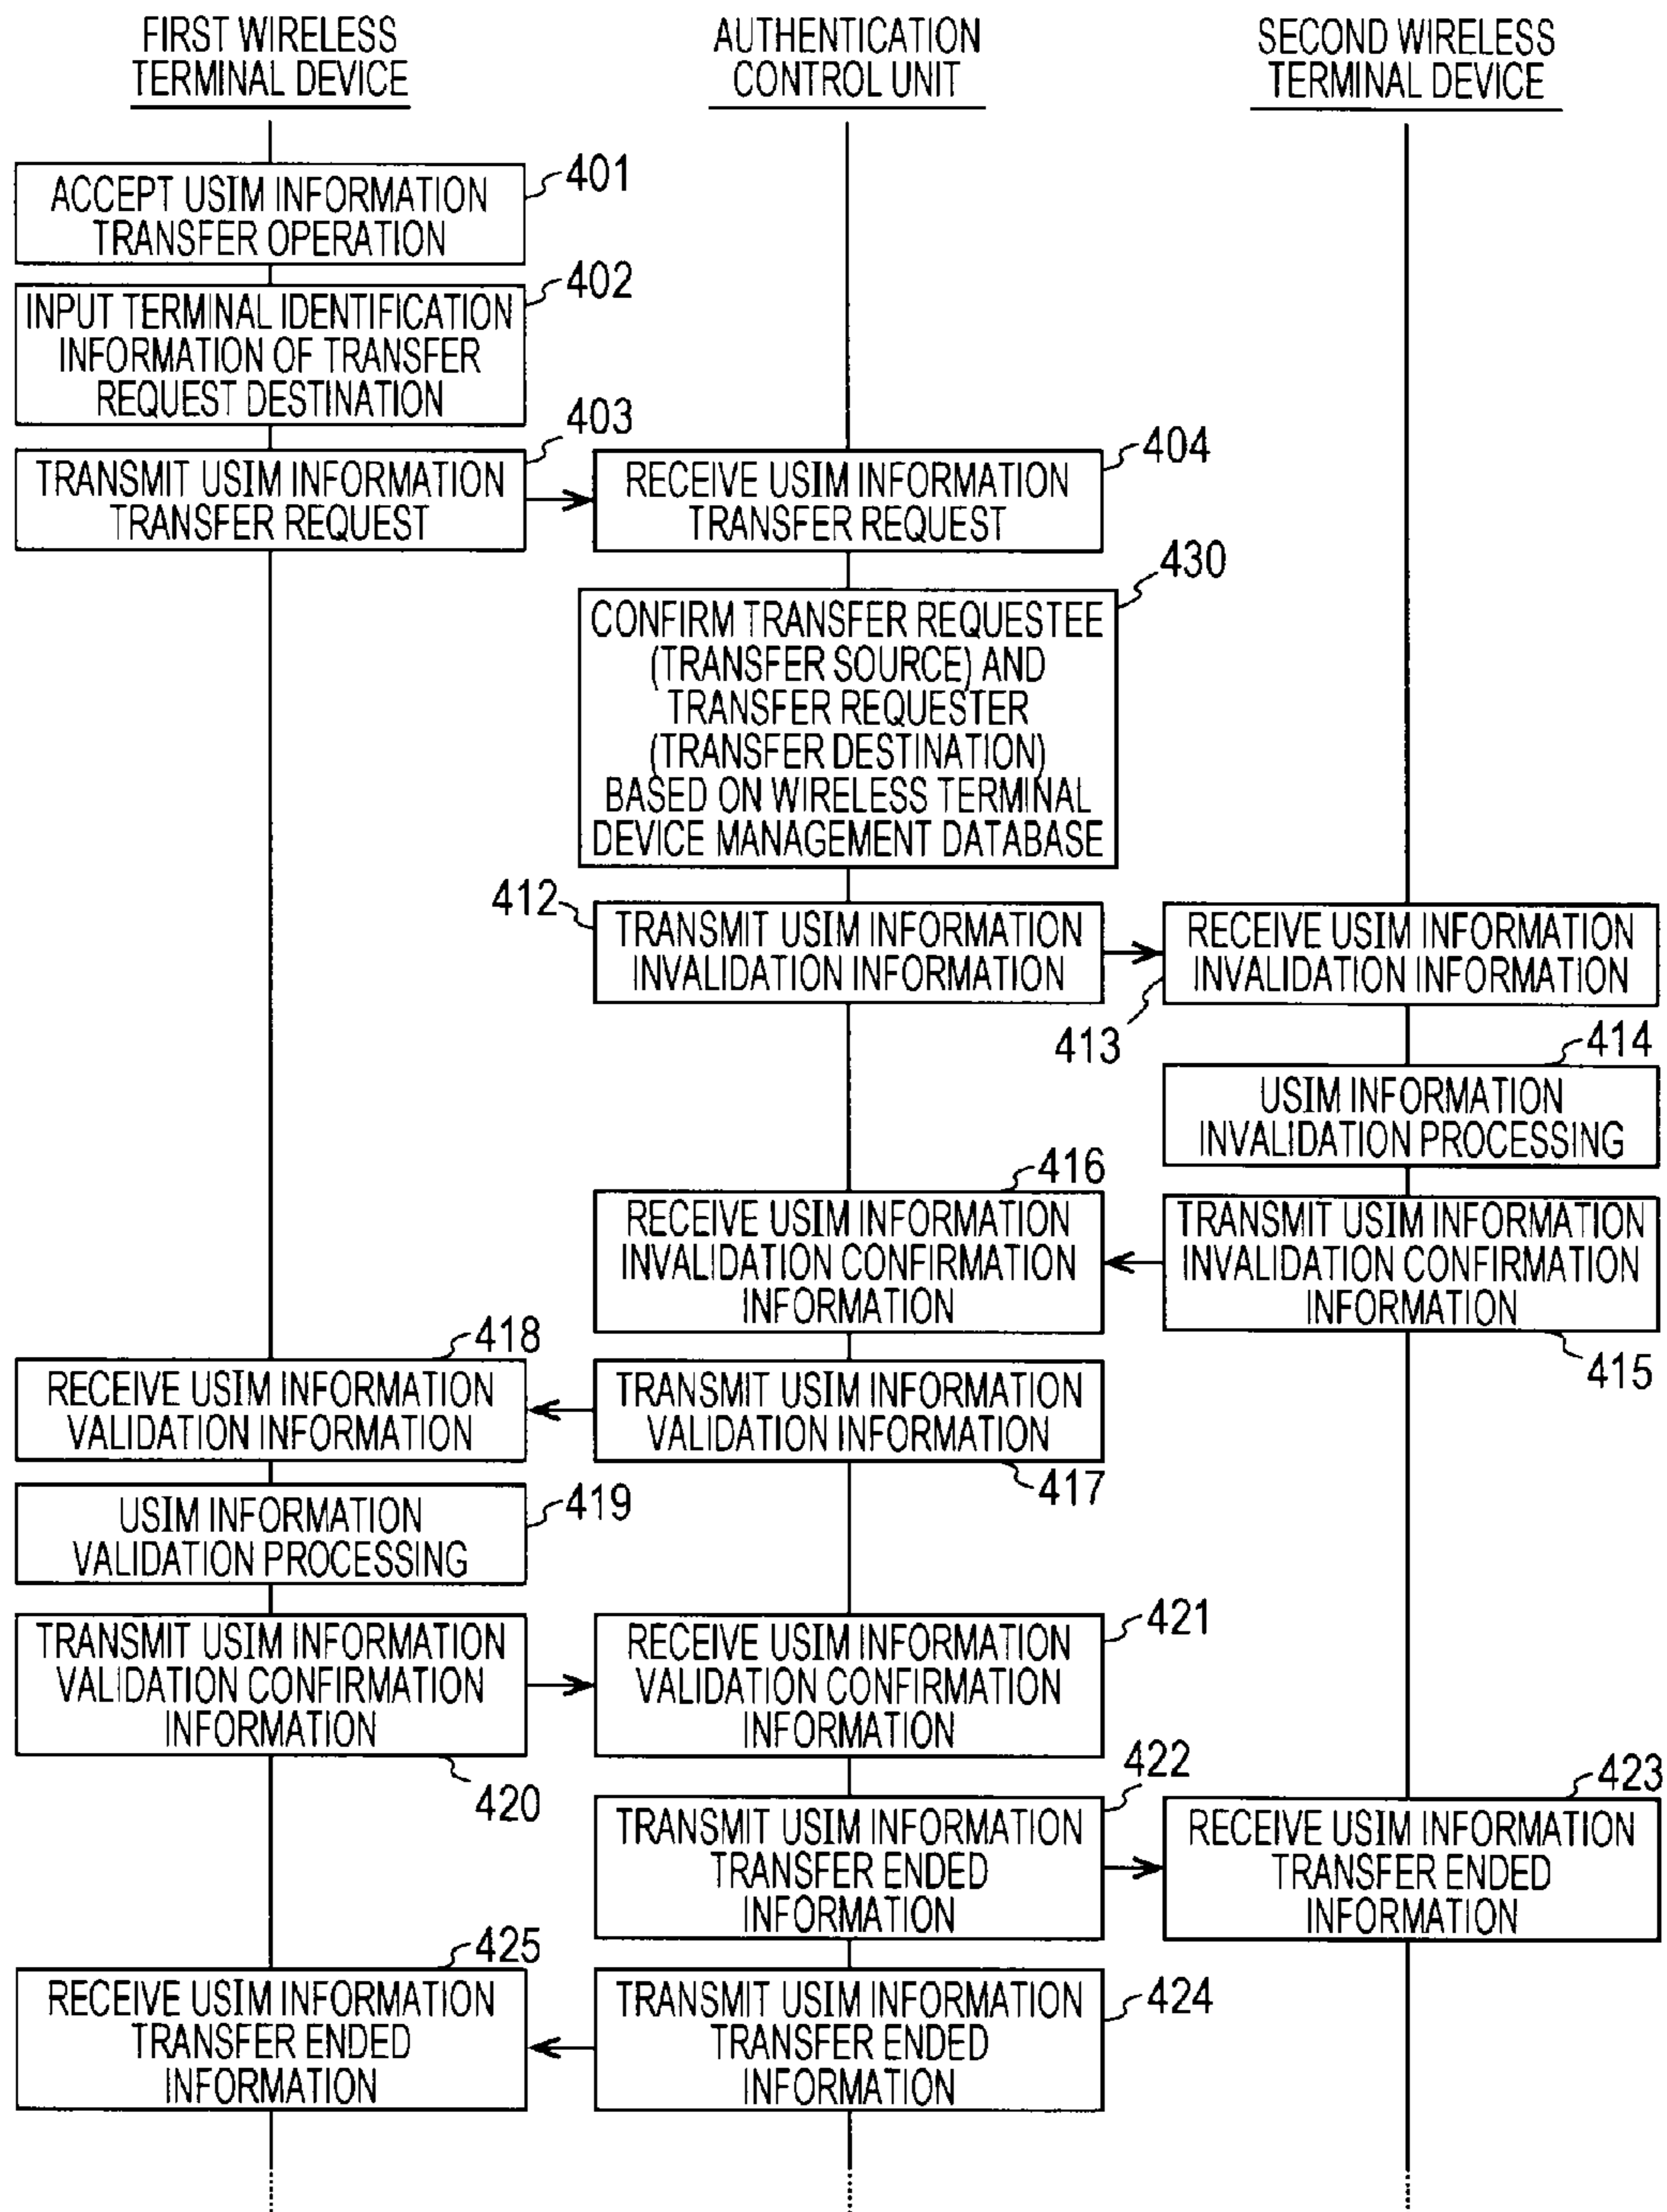 FIRST WIRELESS
TERMINAL DEVICE
AUTHENTICATION
CONTROL UNIT
SECOND WIRELESS
TERMINAL DEVICE
401
ACCEPT USIM INFORMATION
TRANSFER OPERATION
402
INPUT TERMINAL IDENTIFICATION
INFORMATION OF TRANSFER
REQUEST DESTINATION
403
TRANSMIT USIM INFORMATION
TRANSFER REQUEST
404
RECEIVE USIM INFORMATION
TRANSFER REQUEST
430
CONFIRM TRANSFER REQUESTEE
(TRANSFER SOURCE) AND
TRANSFER REQUESTER
(TRANSFER DESTINATION)
BASED ON WIRELESS TERMINAL
DEVICE MANAGEMENT DATABASE
412
TRANSMIT USIM INFORMATION
INVALIDATION INFORMATION
RECEIVE USIM INFORMATION
INVALIDATION INFORMATION
413
414
USIM INFORMATION
INVALIDATION PROCESSING
416
RECEIVE USIM INFORMATION
INVALIDATION CONFIRMATION
INFORMATION
TRANSMIT USIM INFORMATION
INVALIDATION CONFIRMATION
INFORMATION
415
418
RECEIVE USIM INFORMATION
VALIDATION INFORMATION
TRANSMIT USIM INFORMATION
VALIDATION INFORMATION
417
419
USIM INFORMATION
VALIDATION PROCESSING
TRANSMIT USIM INFORMATION
VALIDATION CONFIRMATION
INFORMATION
420
421
RECEIVE USIM INFORMATION
VALIDATION CONFIRMATION
INFORMATION
422
TRANSMIT USIM INFORMATION
TRANSFER ENDED
INFORMATION
423
RECEIVE USIM INFORMATION
TRANSFER ENDED
INFORMATION
425
RECEIVE USIM INFORMATION
TRANSFER ENDED
INFORMATION
424
TRANSMIT USIM INFORMATION
TRANSFER ENDED
INFORMATION